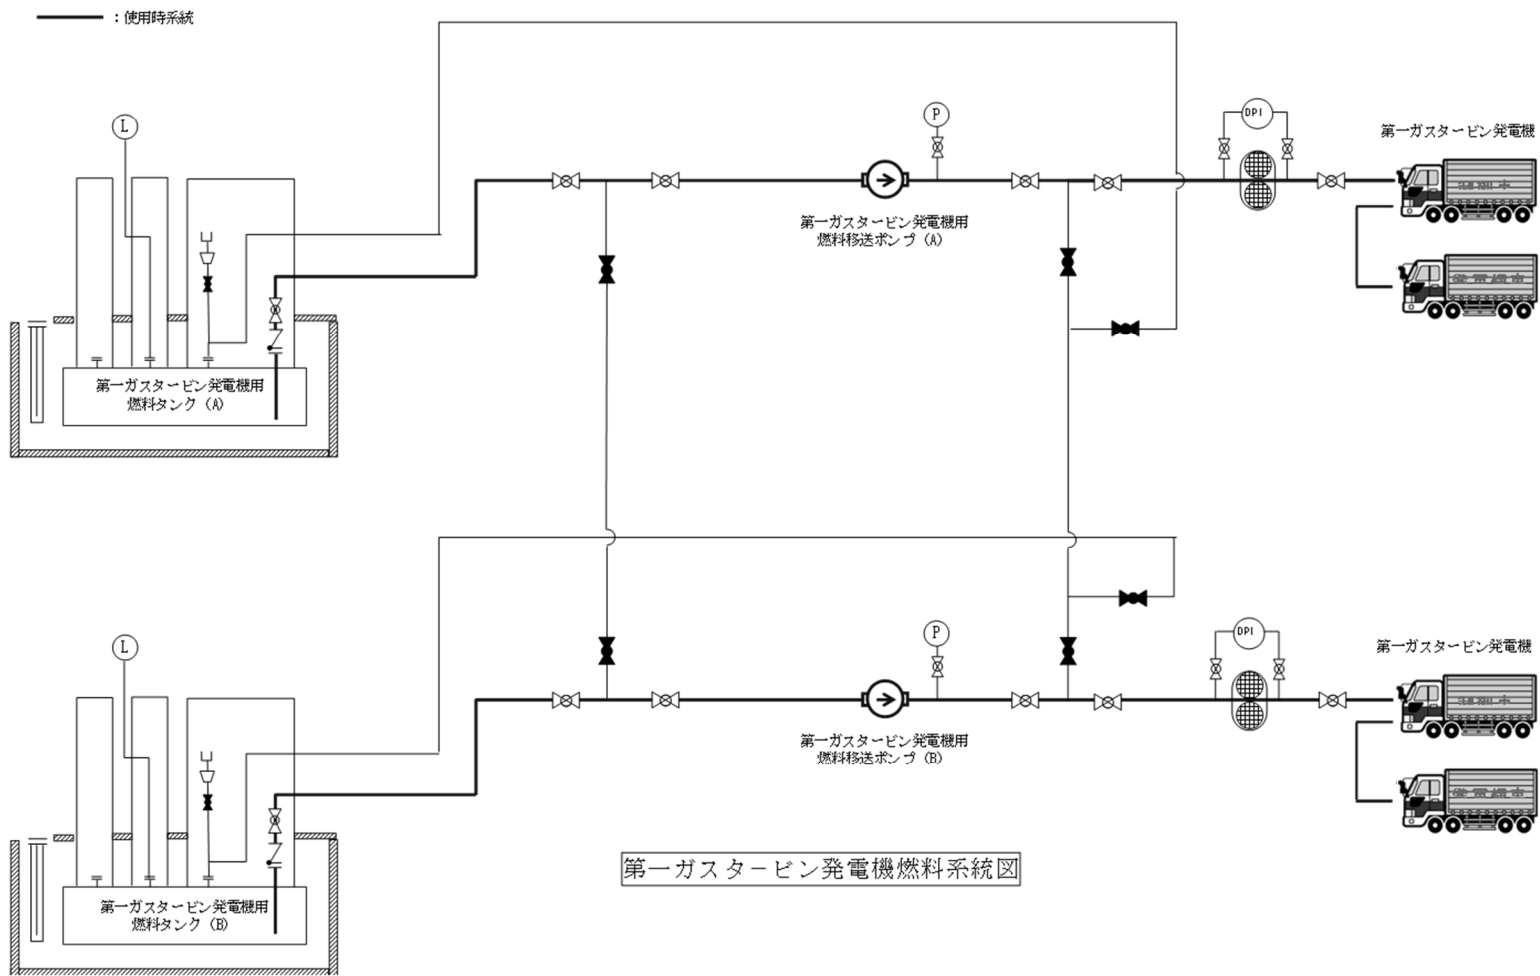 ：使用時系統
L
P
DPI
第一ガスタービン発電機
第一ガスタービン発電機用
燃料移送ポンプ（A）
第一ガスタービン発電機用
燃料タンク（A）
L
P
DPI
第一ガスタービン発電機
第一ガスタービン発電機用
燃料移送ポンプ（B）
第一ガスタービン発電機燃料系統図
第一ガスタービン発電機用
燃料タンク（B）